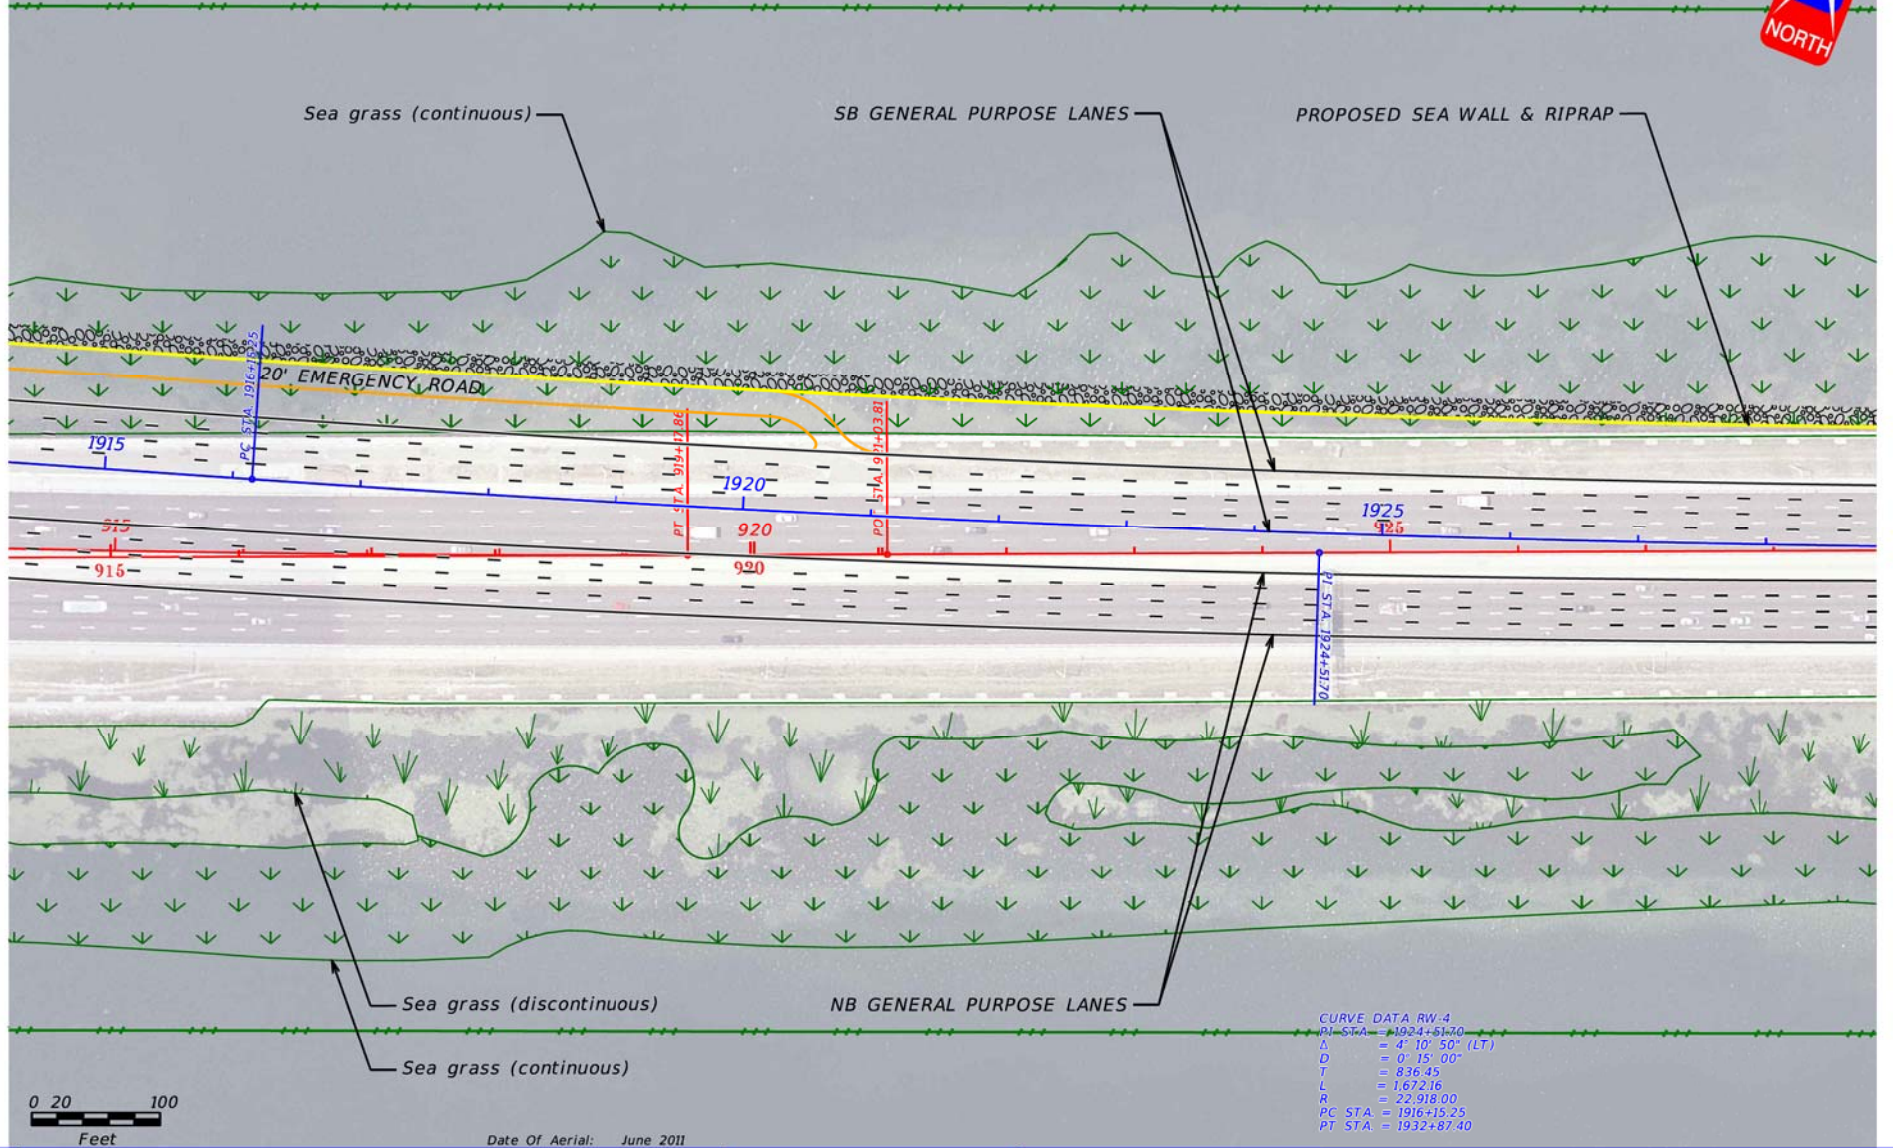 NORTH
Sea grass (continuous)
SB GENERAL PURPOSE LANES
PROPOSED SEA WALL & RIPRAP
PC STA. 1916+15.25
20' EMERGENCY ROAD
PT STA. 919+17.86
POT STA. 921+03.81
1915
1920
1925
915
920
925
915
920
PI STA. 1924+51.70
Sea grass (discontinuous)
NB GENERAL PURPOSE LANES
Sea grass (continuous)
CURVE DATA RW-4
PI STA. = 1924+51.70
Δ = 4° 10' 50" (LT)
D = 0° 15' 00"
T = 836.45
L = 1,672.16
R = 22,918.00
PC STA. = 1916+15.25
PT STA. = 1932+87.40
0 20 100
Feet
Date Of Aerial: June 2011